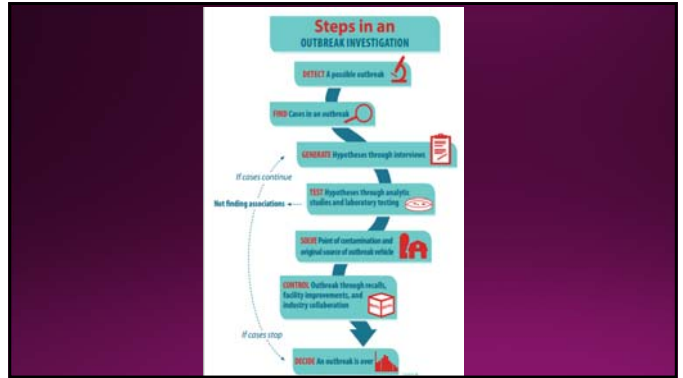 Steps in an
OUTBREAK INVESTIGATION
DETECT A possible outbreak
FIND Cases in an outbreak
GENERATE Hypotheses through interviews
If cases continue
TEST Hypotheses through analytic
studies and laboratory testing
Not finding associations
SOLVE Point of contamination and
original source of outbreak vehicle
CONTROL Outbreak through recalls,
facility improvements, and
industry collaboration
If cases stop
DECIDE An outbreak is over